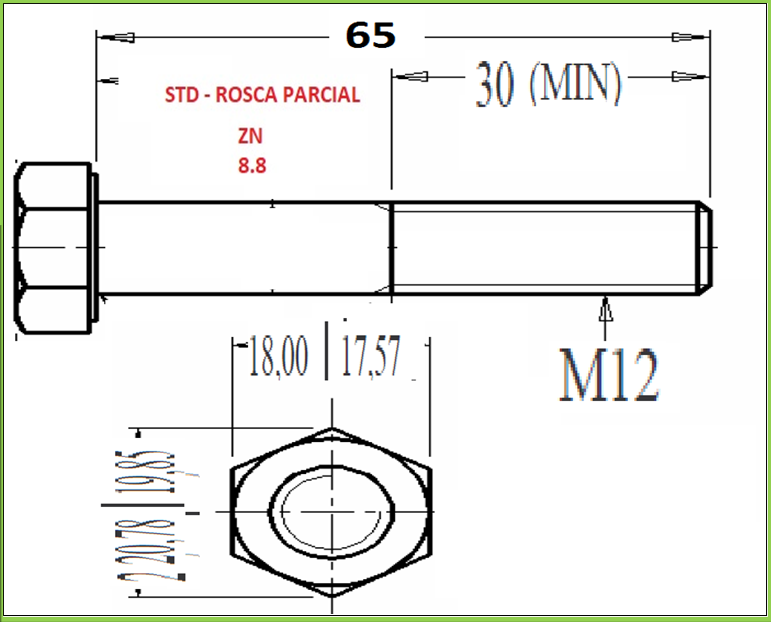 65
30 (MIN)
STD - ROSCA PARCIAL
ZN
8.8
18,00 | 17,57
M12
20,78 19,85